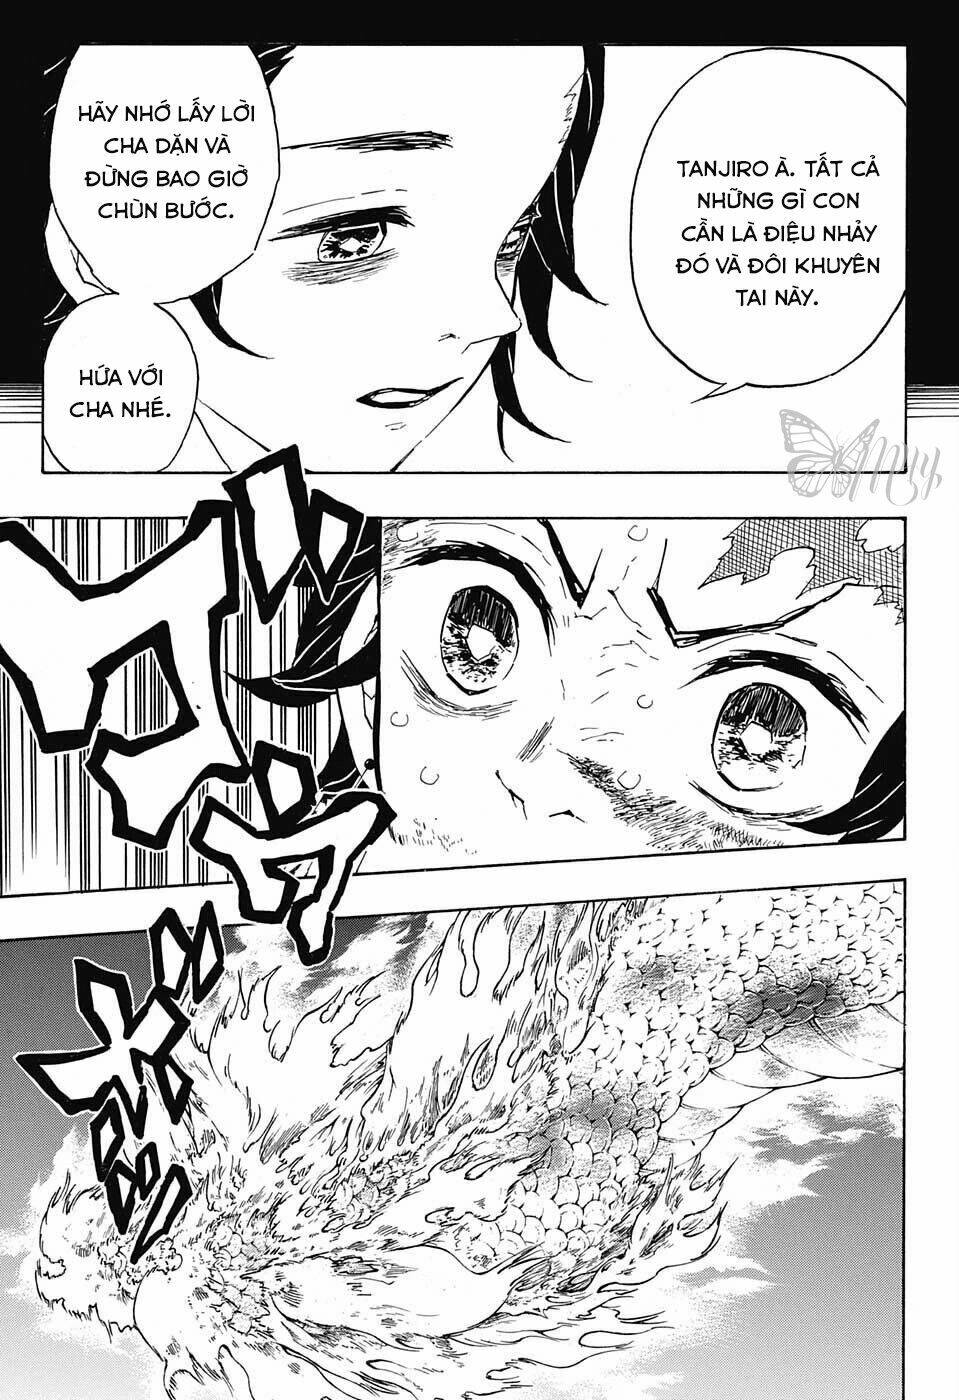 TANJIRO À. TẤT CẢ
NHỮNG GÌ CON
CẦN LÀ ĐIỆU NHẢY
ĐÓ VÀ ĐÔI KHUYÊN
TAI NÀY.
HÃY NHỚ LẤY LỜI
CHA DẶN VÀ
ĐỪNG BAO GIỜ
CHÙN BƯỚC.
HỨA VỚI
CHA NHÉ.